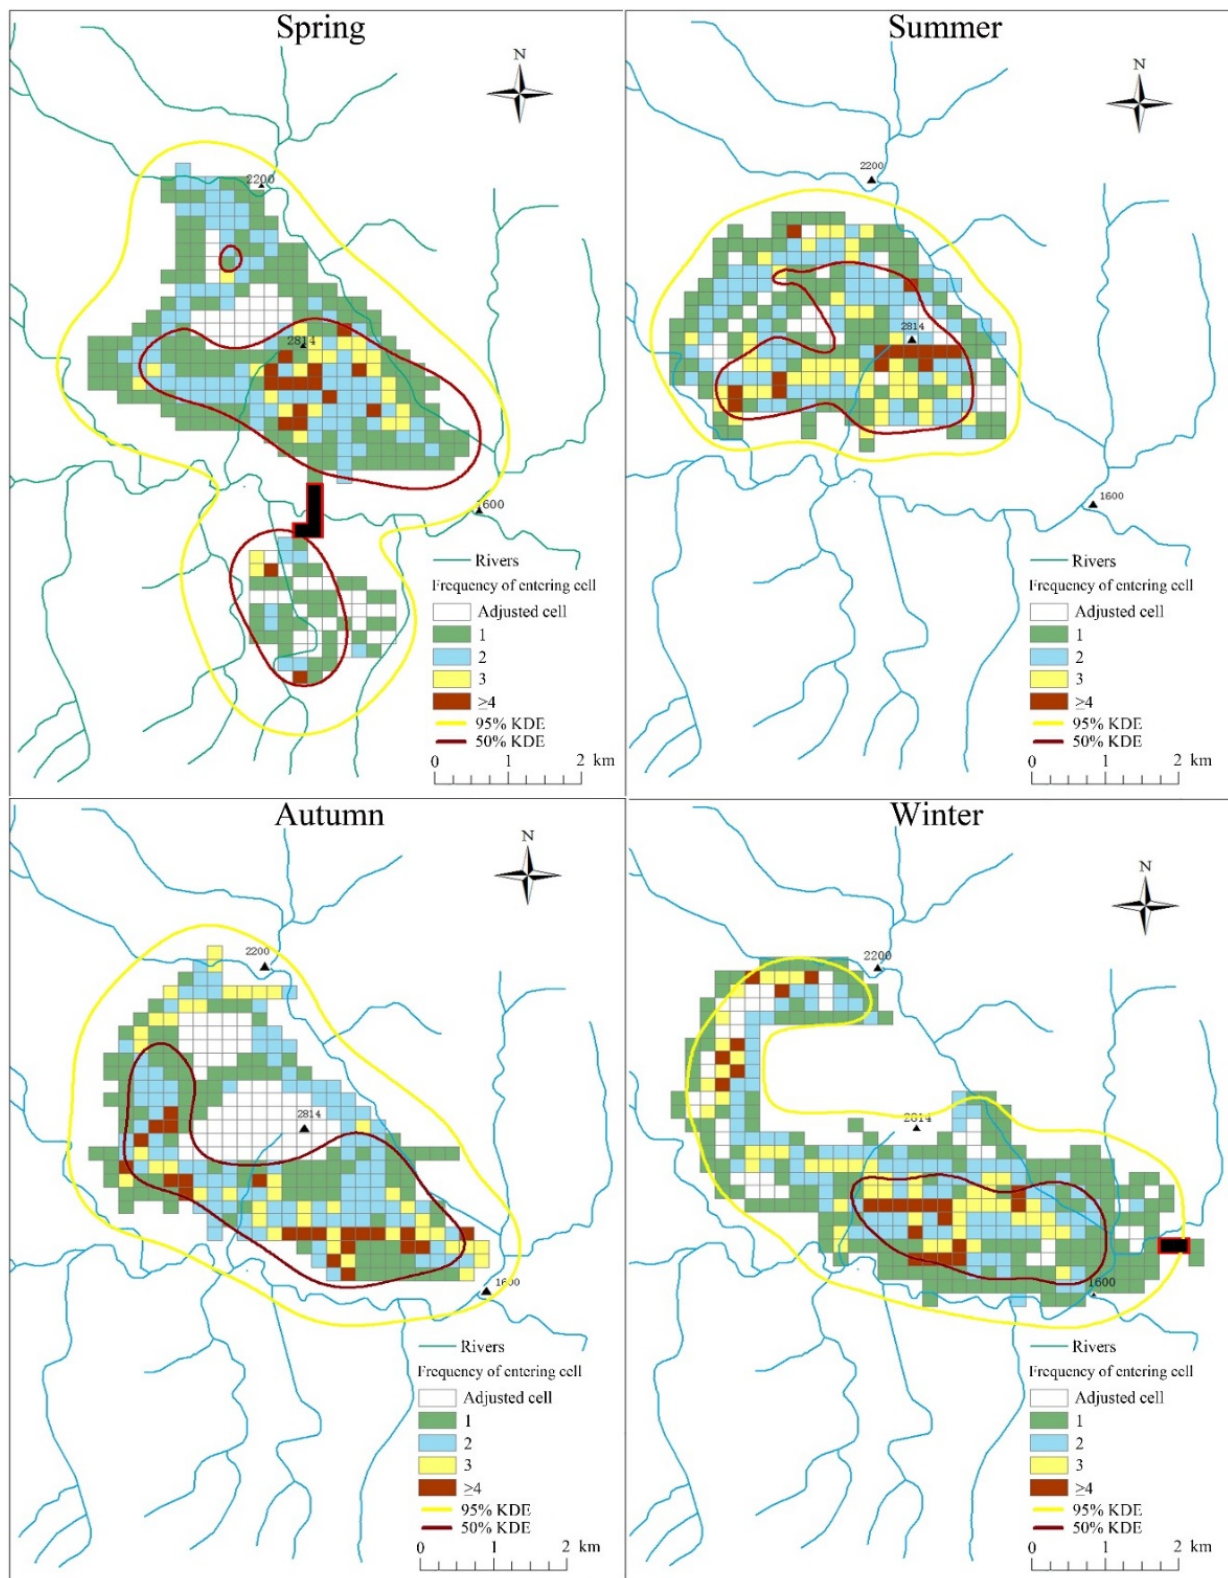 Spring
N
2200
2814
1600
Rivers
Frequency of entering cell
Adjusted cell
1
2
3
≥4
95% KDE
50% KDE
0 1 2 km
Summer
N
2200
2814
1600
Rivers
Frequency of entering cell
Adjusted cell
1
2
3
≥4
95% KDE
50% KDE
0 1 2 km
Autumn
N
2200
2814
1600
Rivers
Frequency of entering cell
Adjusted cell
1
2
3
≥4
95% KDE
50% KDE
0 1 2 km
Winter
N
2200
2814
1600
Rivers
Frequency of entering cell
Adjusted cell
1
2
3
≥4
95% KDE
50% KDE
0 1 2 km